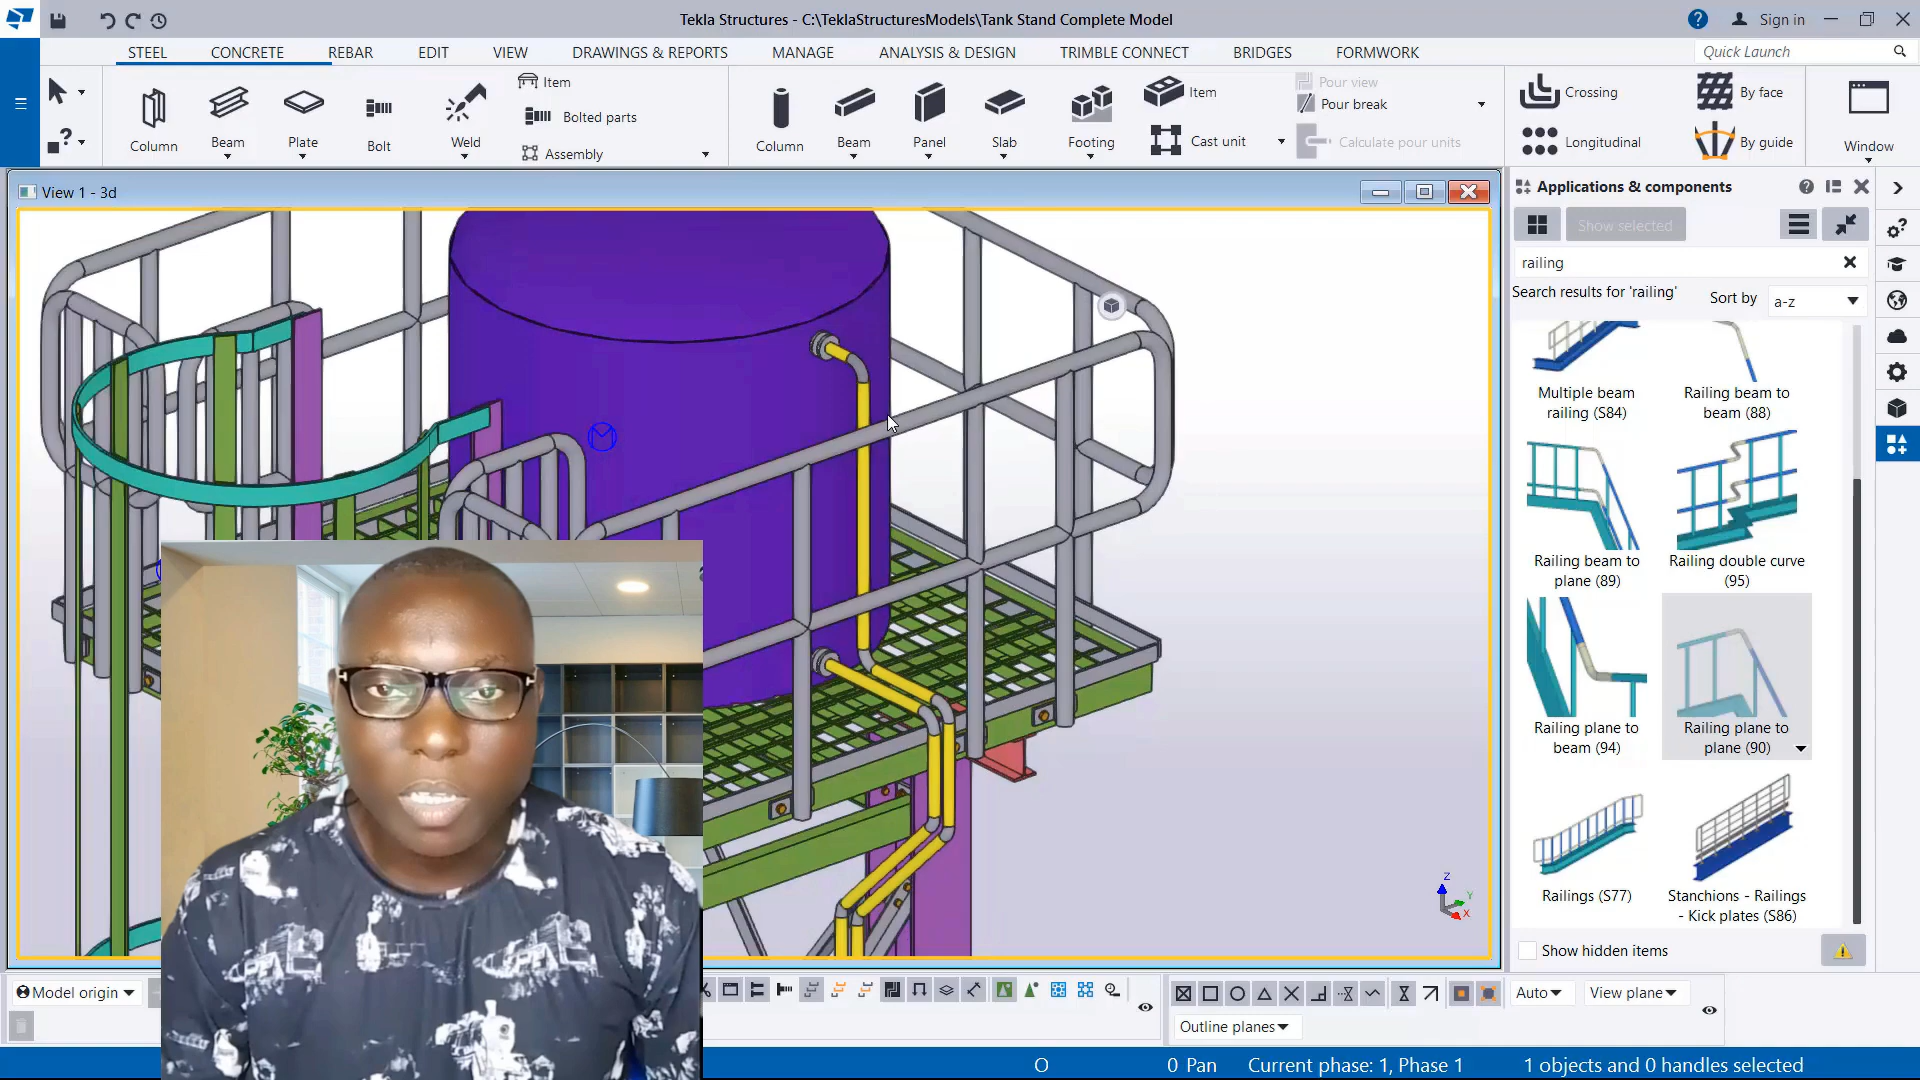 Tekla Structures - C:\TeklaStructuresModels\Tank Stand Complete Model
Sign in
STEEL CONCRETE REBAR EDIT VIEW DRAWINGS & REPORTS MANAGE ANALYSIS & DESIGN TRIMBLE CONNECT BRIDGES FORMWORK
Quick Launch
Column
Beam
Plate
Bolt
Weld
Item
Bolted parts
Assembly
Column
Beam
Panel
Slab
Footing
Item
Cast unit
Pour view
Pour break
Calculate pour units
Crossing
Longitudinal
By face
By guide
Window
View 1 - 3d
Applications & components
Show selected
railing
Search results for 'railing'
Sort by
a-z
Multiple beam
railing (S84)
Railing beam to
beam (88)
Railing beam to
plane (89)
Railing double curve
(95)
Railing plane to
beam (94)
Railing plane to
plane (90)
Railings (S77)
Stanchions - Railings
- Kick plates (S86)
Show hidden items
Z
Y
X
Model origin
Auto
View plane
Outline planes
O
0 Pan
Current phase: 1, Phase 1
1 objects and 0 handles selected